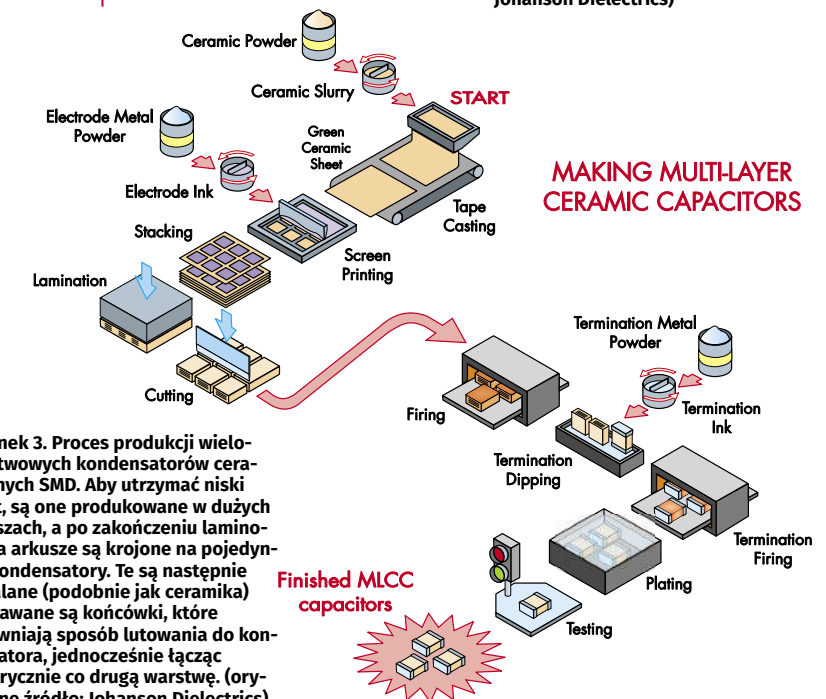 Johanson Dielectrics)
Ceramic Powder
Ceramic Slurry
START
Electrode Metal
Powder
Green
Ceramic
Sheet
MAKING MULTI-LAYER
CERAMIC CAPACITORS
Electrode Ink
Tape
Casting
Stacking
Screen
Printing
Lamination
Cutting
Termination Metal
Powder
Firing
Termination
Ink
Termination
Dipping
Termination
Firing
Plating
Testing
Finished MLCC
capacitors
nek 3. Proces produkcji wielo-
twowych kondensatorów cera-
nych SMD. Aby utrzymać niski
, są one produkowane w dużych
szach, a po zakończeniu lamino-
a arkusze są krojone na pojedyn-
ondensatory. Te są następnie
alane (podobnie jak ceramika)
awane są końcówki, które
wniają sposób lutowania do kon-
atora, jednocześnie łącząc
rycznie co drugą warstwę. (ory-
ne źródło: Johanson Dielectrics)